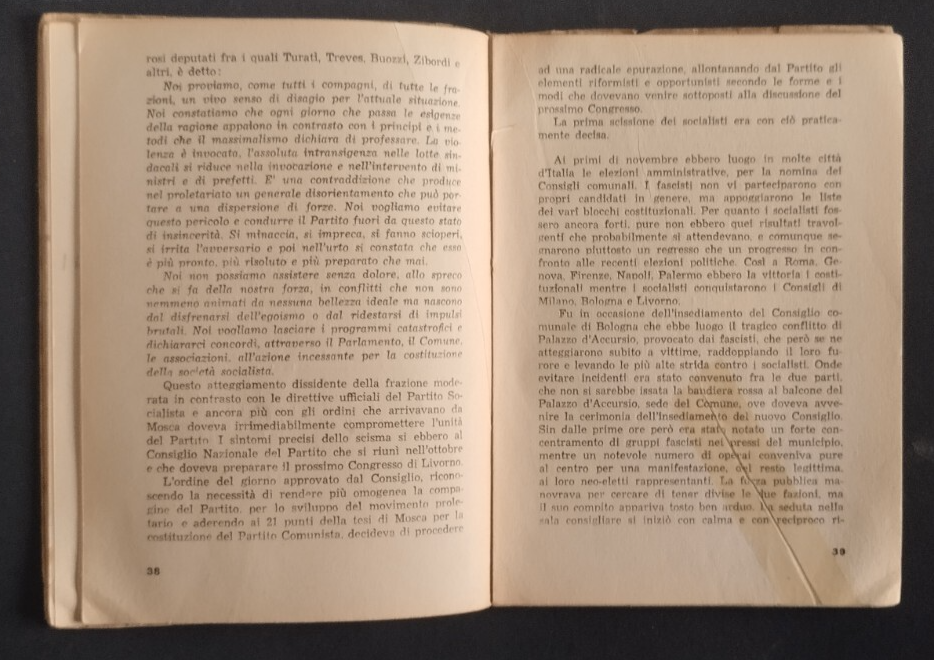 rosi deputati fra i quali Turati, Treves, Buozzi, Zibordi e
altri, è detto:
Noi proviamo, come tutti i compagni, di tutte le fra-
zioni, un vivo senso di disagio per l'attuale situazione.
Noi constatiamo che ogni giorno che passa le esigenze
della ragione appaiono in contrasto con i principi e i me-
todi che il massimalismo dichiara di professare. La vio-
lenza è invocata, l'assoluta intransigenza nelle lotte sin-
dacali si riduce nella invocazione e nell'intervento di mi-
nistri e di prefetti. E' una contraddizione che produce
nel proletariato un generale disorientamento che può por-
tare a una dispersione di forze. Noi vogliamo evitare
questo pericolo e condurre il Partito fuori da questo stato
di insincerità. Si minaccia, si impreca, si fanno scioperi,
si irrita l'avversario e poi nell'urto si constata che esso
è più pronto, più risoluto e più preparato che mai.
Noi non possiamo assistere senza dolore, allo spreco
che si fa della nostra forza, in conflitti che non sono
nemmeno animati da nessuna bellezza ideale ma nascono
dal disfrenarsi dell'egoismo o dal ridestarsi di impulsi
brutali. Noi vogliamo lasciare i programmi catastrofici e
dichiararci concordi, attraverso il Parlamento, il Comune,
le associazioni, all'azione incessante per la costituzione
della società socialista.
Questo atteggiamento dissidente della frazione mode-
rata in contrasto con le direttive ufficiali del Partito So-
cialista e ancora più con gli ordini che arrivavano da
Mosca doveva irrimediabilmente compromettere l'unità
del Partito. I sintomi precisi dello scisma si ebbero al
Consiglio Nazionale del Partito che si riunì nell'ottobre
e che doveva preparare il prossimo Congresso di Livorno.
L'ordine del giorno approvato dal Consiglio, ricono-
scendo la necessità di rendere più omogenea la compa-
gine del Partito, per lo sviluppo del movimento prole-
tario e aderendo ai 21 punti della tesi di Mosca per la
costituzione del Partito Comunista, decideva di procedere
38
ad una radicale epurazione, allontanando dal Partito gli
elementi riformisti e opportunisti secondo le forme e i
modi che dovevano venire sottoposti alla discussione del
prossimo Congresso.
La prima scissione dei socialisti era con ciò pratica-
mente decisa.
Ai primi di novembre ebbero luogo in molte città
d'Italia le elezioni amministrative, per la nomina dei
Consigli comunali. I fascisti non vi parteciparono con
propri candidati in genere, ma appoggiarono le liste
dei vari blocchi costituzionali. Per quanto i socialisti fos-
sero ancora forti, pure non ebbero quei risultati travol-
genti che probabilmente si attendevano, e comunque se-
gnarono piuttosto un regresso che un progresso in con-
fronto alle recenti elezioni politiche. Così a Roma, Ge-
nova, Firenze, Napoli, Palermo ebbero la vittoria i costi-
tuzionali mentre i socialisti conquistarono i Consigli di
Milano, Bologna e Livorno.
Fu in occasione dell'insediamento del Consiglio co-
munale di Bologna che ebbe luogo il tragico conflitto di
Palazzo d'Accursio, provocato dai fascisti, che però se ne
atteggiarono subito a vittime, raddoppiando il loro fu-
rore e levando le più alte strida contro i socialisti. Onde
evitare incidenti era stato convenuto fra le due parti,
che non si sarebbe issata la bandiera rossa al balcone del
Palazzo d'Accursio, sede del Comune, ove doveva avve-
nire la cerimonia dell'insediamento del nuovo Consiglio.
Sin dalle prime ore però era stato notato un forte con-
centramento di gruppi fascisti nei pressi del municipio,
mentre un notevole numero di operai conveniva pure
al centro per una manifestazione, del resto legittima,
ai loro neo-eletti rappresentanti. La forza pubblica ma-
novrava per cercare di tener divise le due fazioni, ma
il suo compito appariva tosto ben arduo. La seduta nella
sala consigliare si iniziò con calma e con reciproco ri-
39